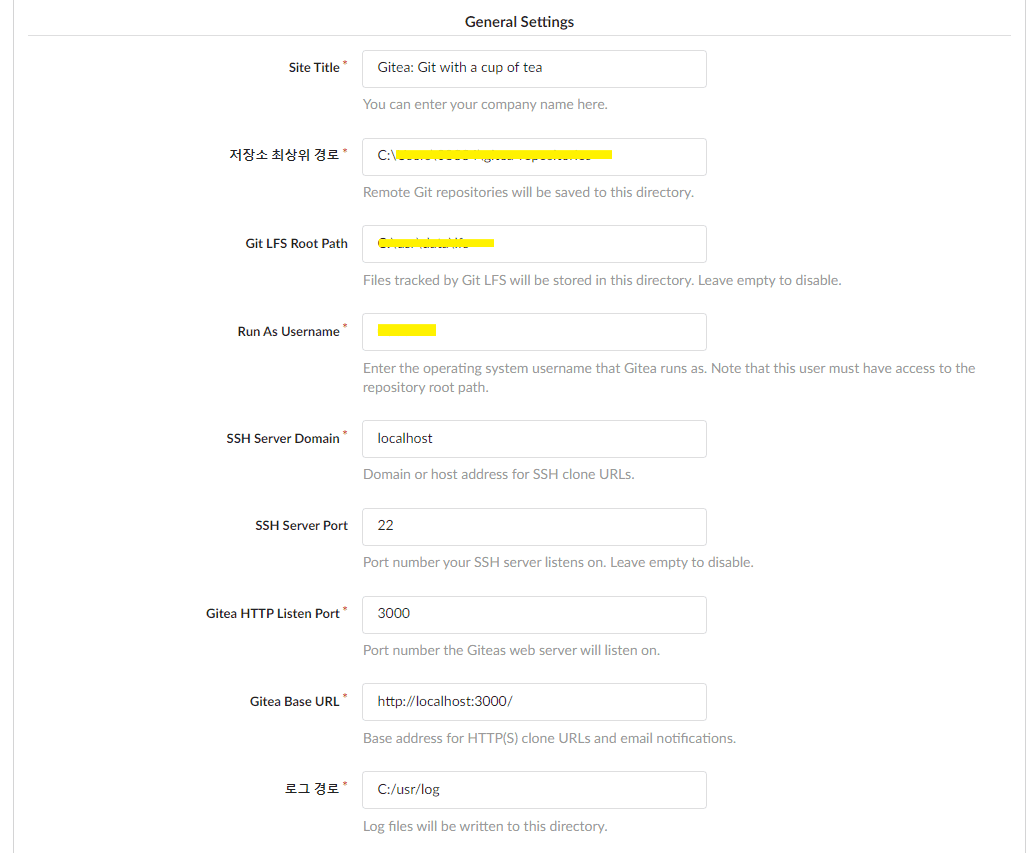 General Settings
Site Title *
Gitea: Git with a cup of tea
You can enter your company name here.
저장소 최상위 경로 *
C:\
Remote Git repositories will be saved to this directory.
Git LFS Root Path
Files tracked by Git LFS will be stored in this directory. Leave empty to disable.
Run As Username *
Enter the operating system username that Gitea runs as. Note that this user must have access to the
repository root path.
SSH Server Domain *
localhost
Domain or host address for SSH clone URLs.
SSH Server Port
22
Port number your SSH server listens on. Leave empty to disable.
Gitea HTTP Listen Port *
3000
Port number the Giteas web server will listen on.
Gitea Base URL *
http://localhost:3000/
Base address for HTTP(S) clone URLs and email notifications.
로그 경로 *
C:/usr/log
Log files will be written to this directory.